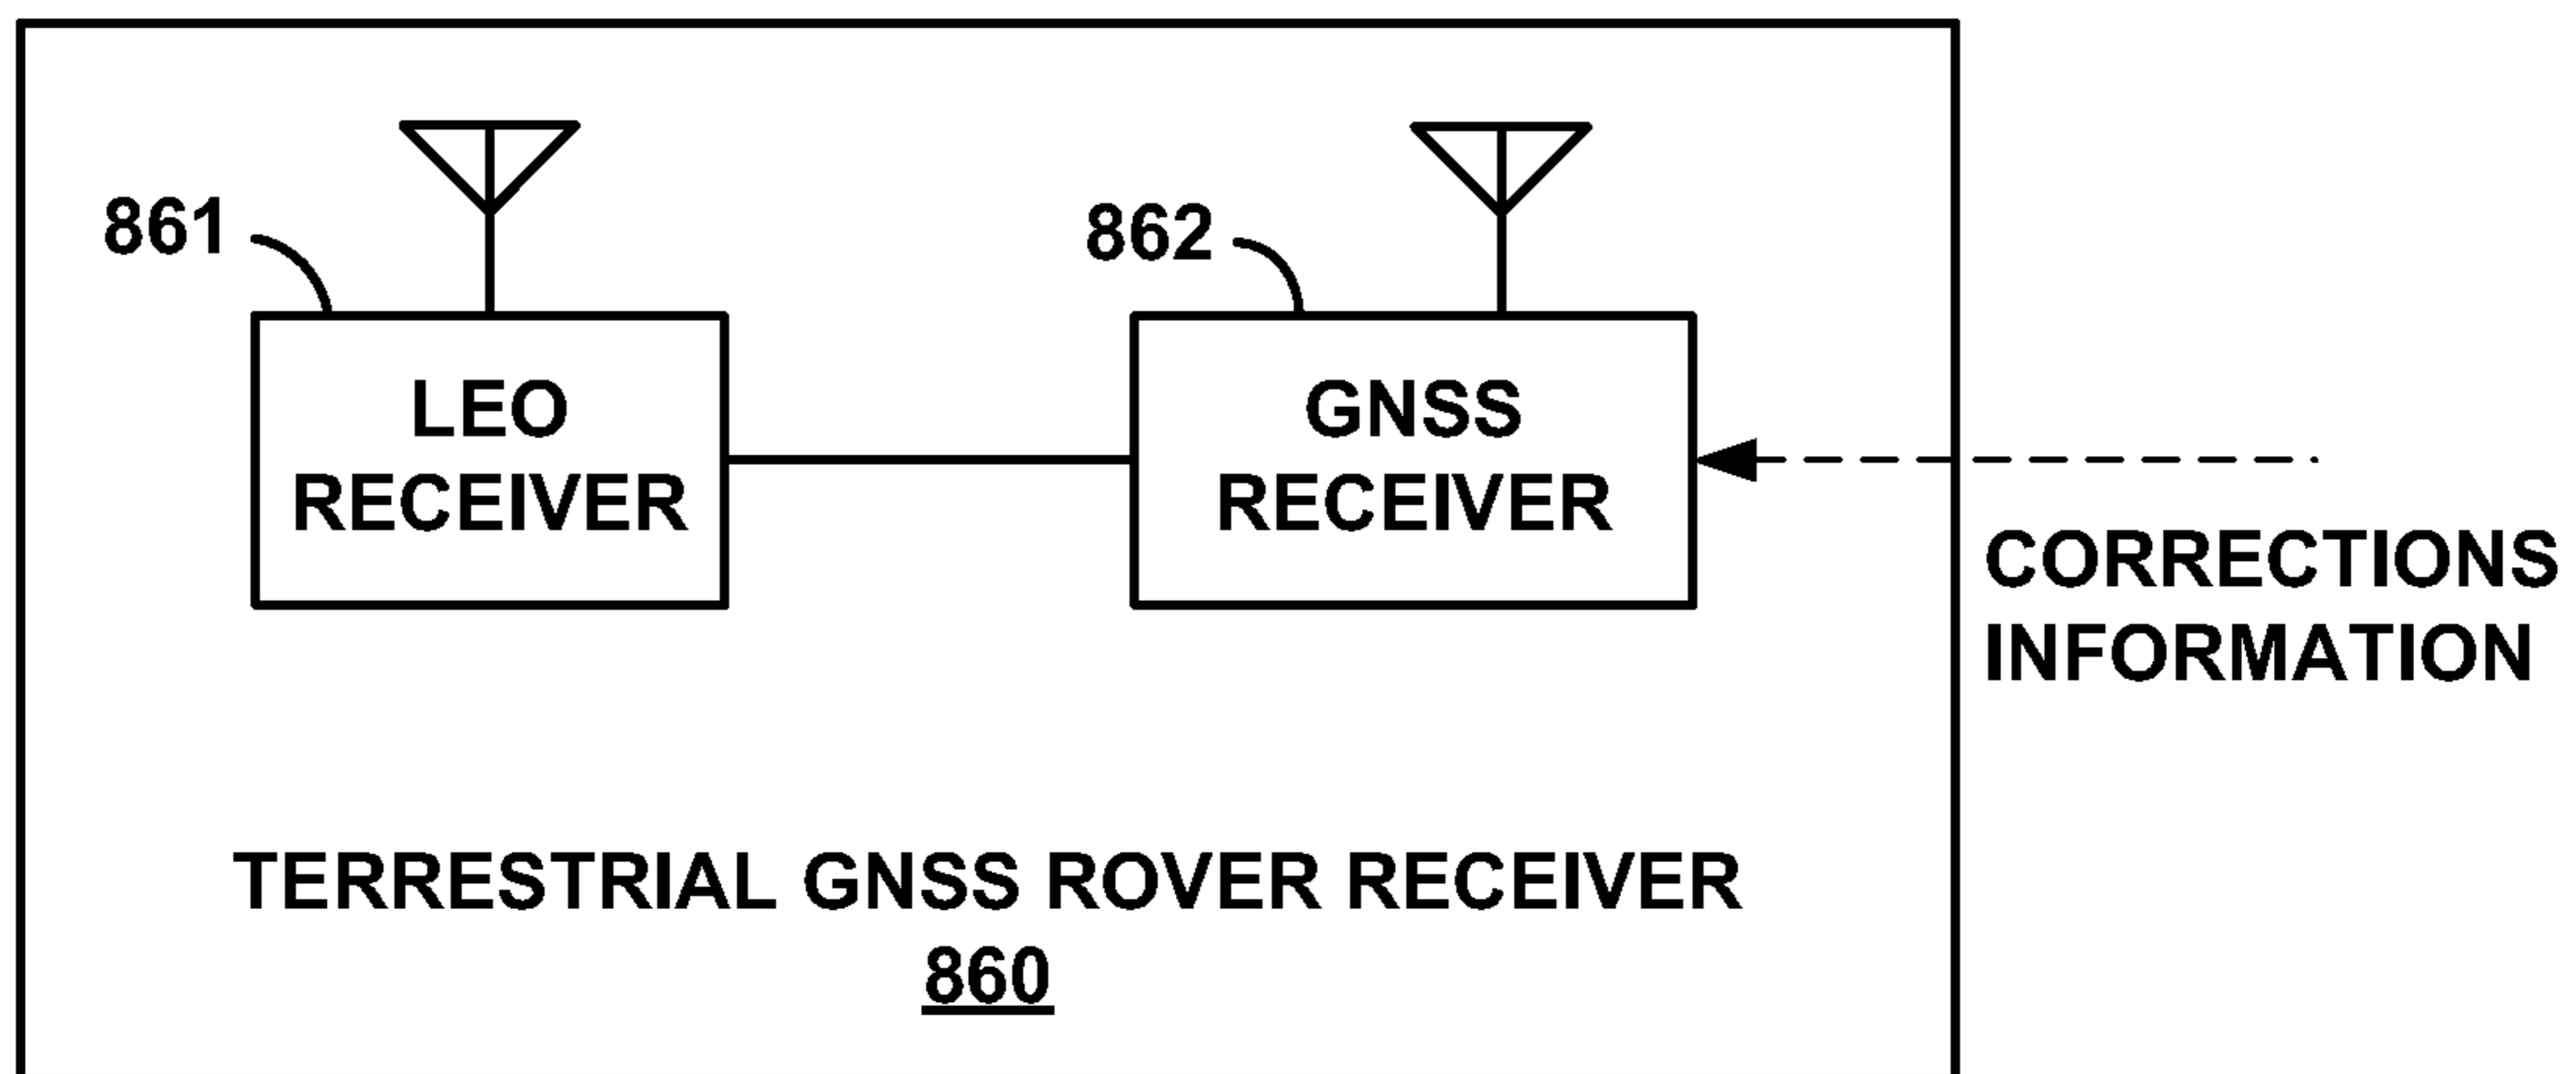 861
862
LEO
RECEIVER
GNSS
RECEIVER
CORRECTIONS
INFORMATION
TERRESTRIAL GNSS ROVER RECEIVER
860